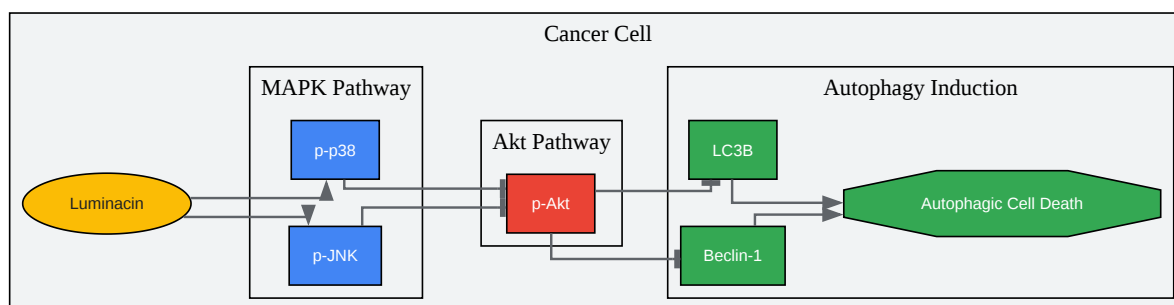 Cancer Cell
MAPK Pathway
Autophagy Induction
p-p38
Akt Pathway
LC3B
Luminacin
p-Akt
Autophagic Cell Death
p-JNK
Beclin-1